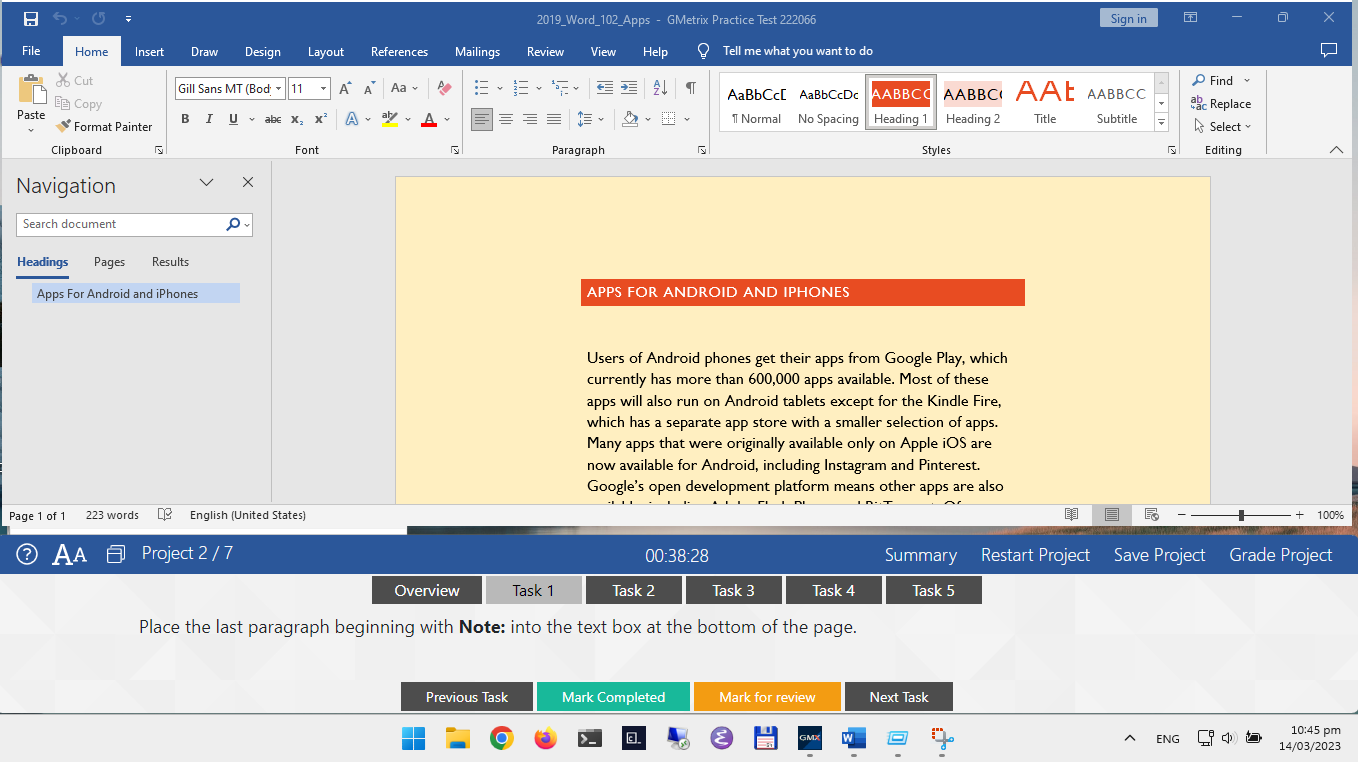 2019_Word_102_Apps - GMetrix Practice Test 222066
Sign in
File Home Insert Draw Design Layout References Mailings Review View Help Tell me what you want to do
Paste
Cut
Copy
Format Painter
Clipboard
Gill Sans MT (Bod 11
Font
Paragraph
AaBbCcD AaBbCcDc AABBCC AABBCC AAB AABBCC
¶ Normal No Spacing Heading 1 Heading 2 Title Subtitle
Styles
Find
Replace
Select
Editing
Navigation
Search document
Headings Pages Results
Apps For Android and iPhones
APPS FOR ANDROID AND IPHONES
Users of Android phones get their apps from Google Play, which
currently has more than 600,000 apps available. Most of these
apps will also run on Android tablets except for the Kindle Fire,
which has a separate app store with a smaller selection of apps.
Many apps that were originally available only on Apple iOS are
now available for Android, including Instagram and Pinterest.
Google's open development platform means other apps are also
Page 1 of 1 223 words English (United States) 100%
Project 2 / 7 00:38:28 Summary Restart Project Save Project Grade Project
Overview Task 1 Task 2 Task 3 Task 4 Task 5
Place the last paragraph beginning with Note: into the text box at the bottom of the page.
Previous Task Mark Completed Mark for review Next Task
GMX
ENG
10:45 pm
14/03/2023